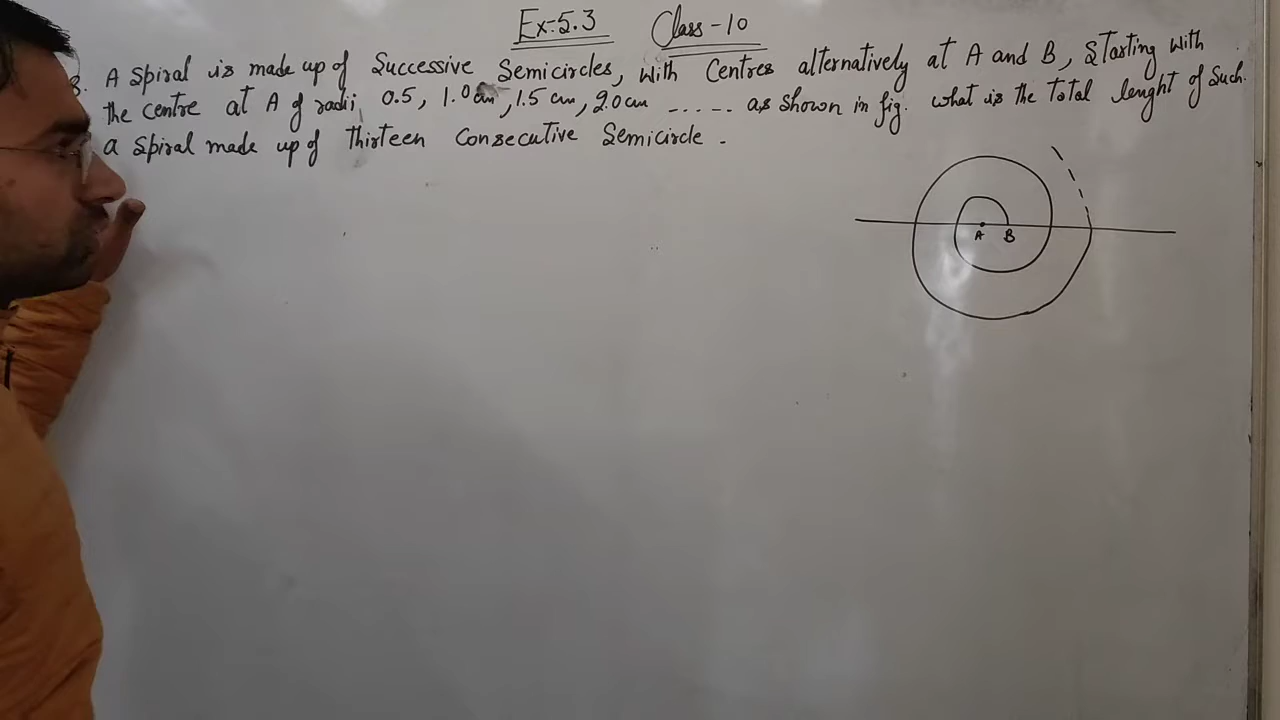 Ex:-5.3 Class-10
8. A Spiral is made up of Successive Semicircles, with Centres alternatively at A and B, Starting with
the centre at A of radii 0.5, 1.0 cm, 1.5 cm, 2.0 cm ...... as shown in fig. what is the total lenght of such
a spiral made up of Thirteen Consecutive Semicircle.
A B